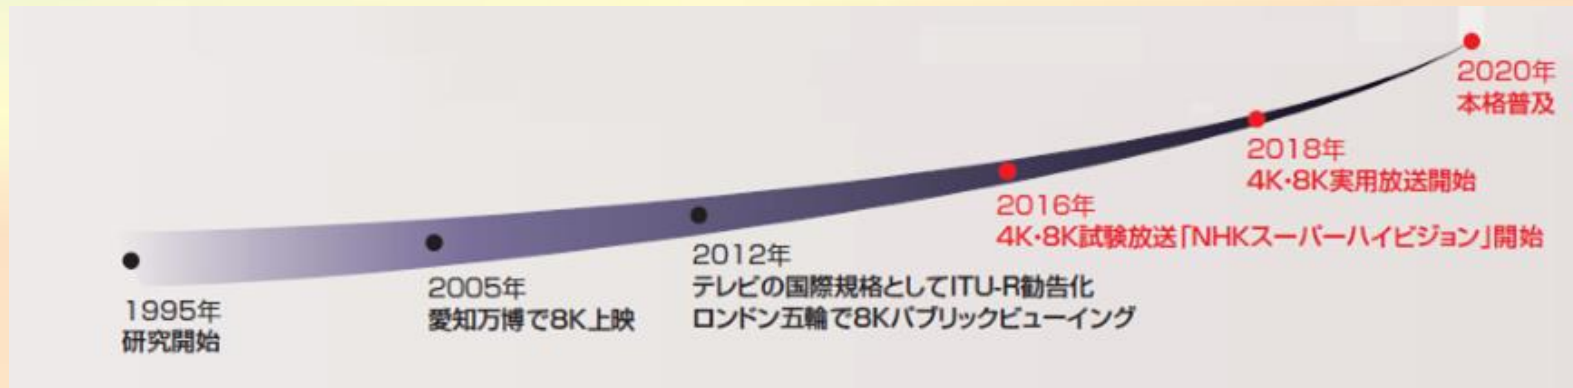 1995年
研究開始
2005年
愛知万博で8K上映
2012年
テレビの国際規格としてITU-R勧告化
ロンドン五輪で8Kパブリックビューイング
2016年
4K・8K試験放送「NHKスーパーハイビジョン」開始
2018年
4K・8K実用放送開始
2020年
本格普及